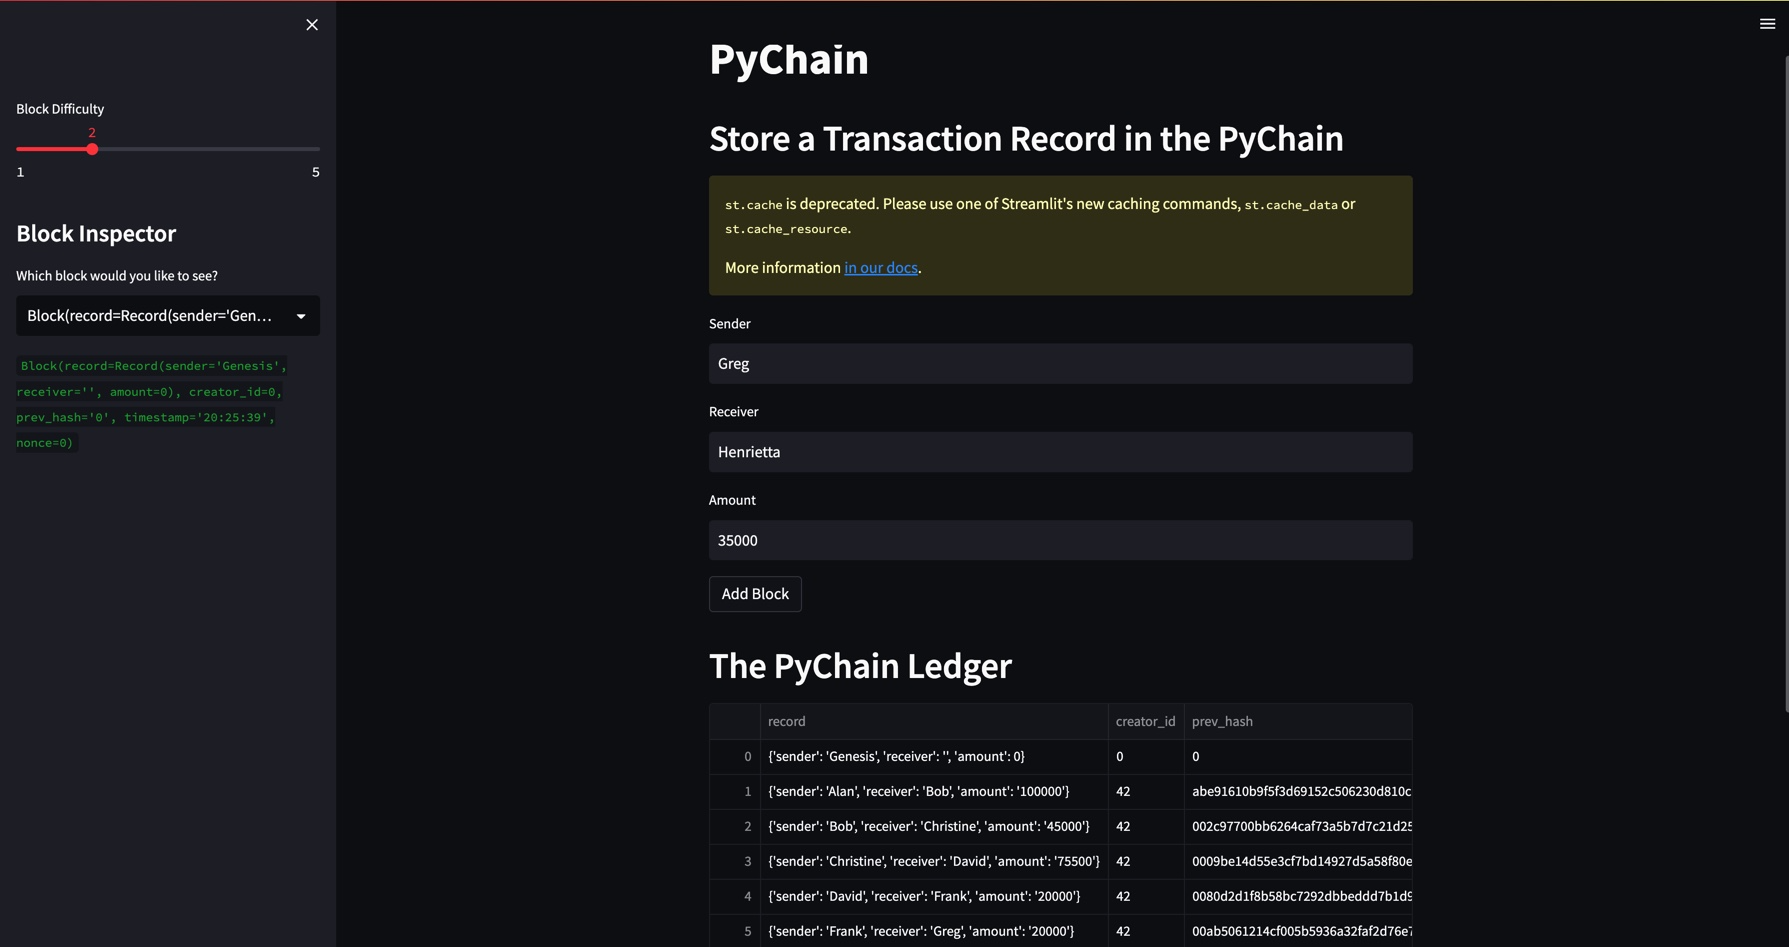 Block Difficulty
2
1 5
Block Inspector
Which block would you like to see?
Block(record=Record(sender='Gen...
Block(record=Record(sender='Genesis',
receiver='', amount=0), creator_id=0,
prev_hash='0', timestamp='20:25:39',
nonce=0)
PyChain
Store a Transaction Record in the PyChain
st.cache is deprecated. Please use one of Streamlit's new caching commands, st.cache_data or
st.cache_resource.
More information in our docs.
Sender
Greg
Receiver
Henrietta
Amount
35000
Add Block
The PyChain Ledger
record creator_id prev_hash
0 {'sender': 'Genesis', 'receiver': '', 'amount': 0} 0 0
1 {'sender': 'Alan', 'receiver': 'Bob', 'amount': '100000'} 42 abe91610b9f5f3d69152c506230d810c
2 {'sender': 'Bob', 'receiver': 'Christine', 'amount': '45000'} 42 002c97700bb6264caf73a5b7d7c21d25
3 {'sender': 'Christine', 'receiver': 'David', 'amount': '75500'} 42 0009be14d55e3cf7bd14927d5a58f80e
4 {'sender': 'David', 'receiver': 'Frank', 'amount': '20000'} 42 0080d2d1f8b58bc7292dbbeddd7b1d9
5 {'sender': 'Frank', 'receiver': 'Greg', 'amount': '20000'} 42 00ab5061214cf005b5936a32faf2d76e7